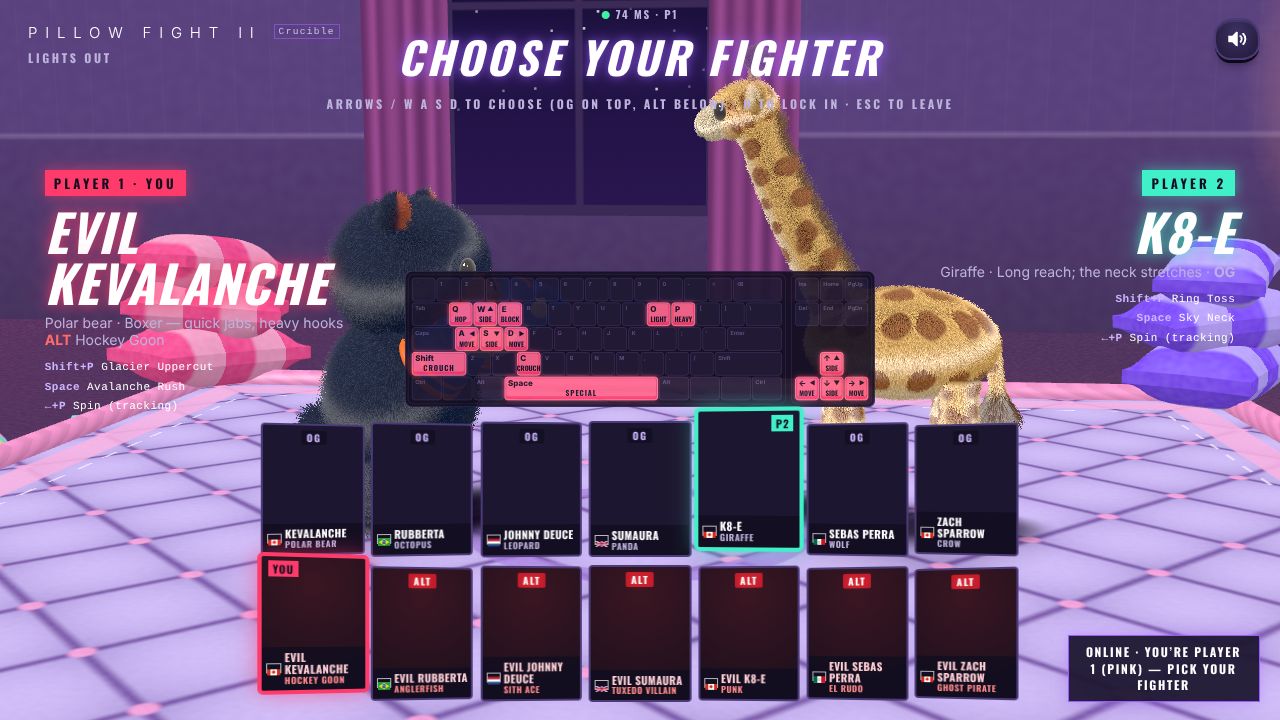 PILLOW FIGHT II Crucible
LIGHTS OUT
74 MS · P1
CHOOSE YOUR FIGHTER
ARROWS / W A S D TO CHOOSE (OG ON TOP, ALT BELOW) LOCK IN · ESC TO LEAVE
PLAYER 1 · YOU
EVIL
KEVALANCHE
Polar bear · Boxer — quick jabs, heavy hooks
ALT Hockey Goon
Shift+P Glacier Uppercut
Space Avalanche Rush
←+P Spin (tracking)
PLAYER 2
K8-E
Giraffe · Long reach; the neck stretches · OG
Shift+P Ring Toss
Space Sky Neck
←+P Spin (tracking)
Q HOP
W ▲ SIDE
E BLOCK
O LIGHT
P HEAVY
A ◀ MOVE
S ▼ SIDE
D ▶ MOVE
Shift CROUCH
C CROUCH
Space SPECIAL
↑ ▲ SIDE
← ◀ MOVE
↓ ▼ SIDE
→ ▶ MOVE
OG
KEVALANCHE
POLAR BEAR
OG
RUBBERTA
OCTOPUS
OG
JOHNNY DEUCE
LEOPARD
OG
SUMAURA
PANDA
P2
K8-E
GIRAFFE
OG
SEBAS PERRA
WOLF
OG
ZACH
SPARROW
CROW
YOU
EVIL
KEVALANCHE
HOCKEY GOON
ALT
EVIL RUBBERTA
ANGLERFISH
ALT
EVIL JOHNNY
DEUCE
SITH ACE
ALT
EVIL SUMAURA
TUXEDO VILLAIN
ALT
EVIL K8-E
PUNK
ALT
EVIL SEBAS
PERRA
EL RUDO
ALT
EVIL ZACH
SPARROW
GHOST PIRATE
ONLINE · YOU'RE PLAYER
1 (PINK) — PICK YOUR
FIGHTER